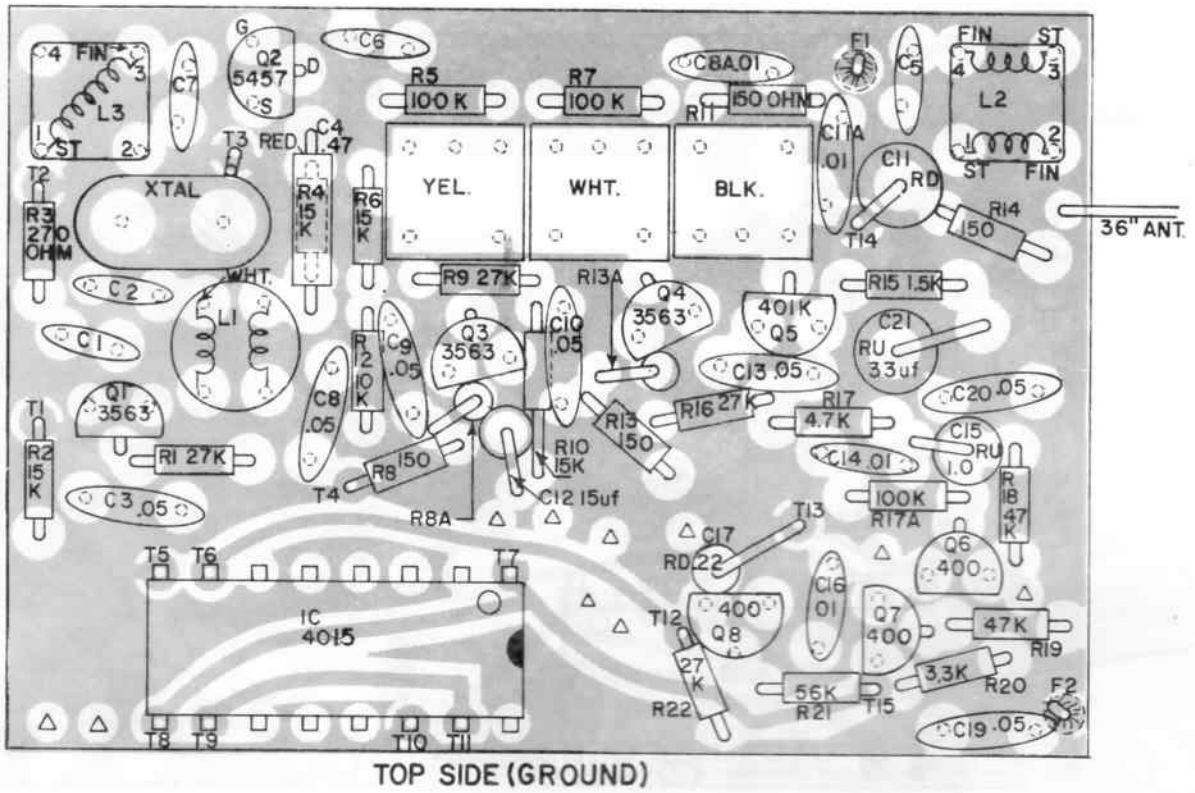 4 FIN 3
L3
1 ST 2
C7
G
Q2
5457
D
S
C6
R5
100 K
R7
100 K
C8A.01
R11
150 OHM
F1
C5
FIN ST
4 3
L2
1 2
ST FIN
T2
R3
270
OHM
XTAL
T3
RED
C4
.47
R4
15
K
R6
15
K
YEL.
WHT.
BLK.
C11A
.01
C11
RD
T14
R14
150
36" ANT.
C2
WHT.
L1
C1
R9 27K
R13A
Q4
3563
401K
Q5
R15 1.5K
C21
RU
3.3uf
R
12
10
K
C9
.05
Q3
3563
C10
.05
C13 .05
C20 .05
T1
R2
15
K
Q1
3563
R1 27K
C8
.05
R8
150
T4
R8A
R10
15K
C12 15uf
R13
150
R16 27K
R17
4.7K
C15
RU
1.0
C14 .01
100K
R17A
R
18
47
K
C3 .05
T5 T6 T7
IC
4015
T8 T9 T10 T11
C17
RD.22
T13
T12
400
Q8
27
K
R22
C16
.01
56K
R21
T15
Q7
400
Q6
400
47K
R19
3.3K
R20
F2
C19 .05
TOP SIDE (GROUND)